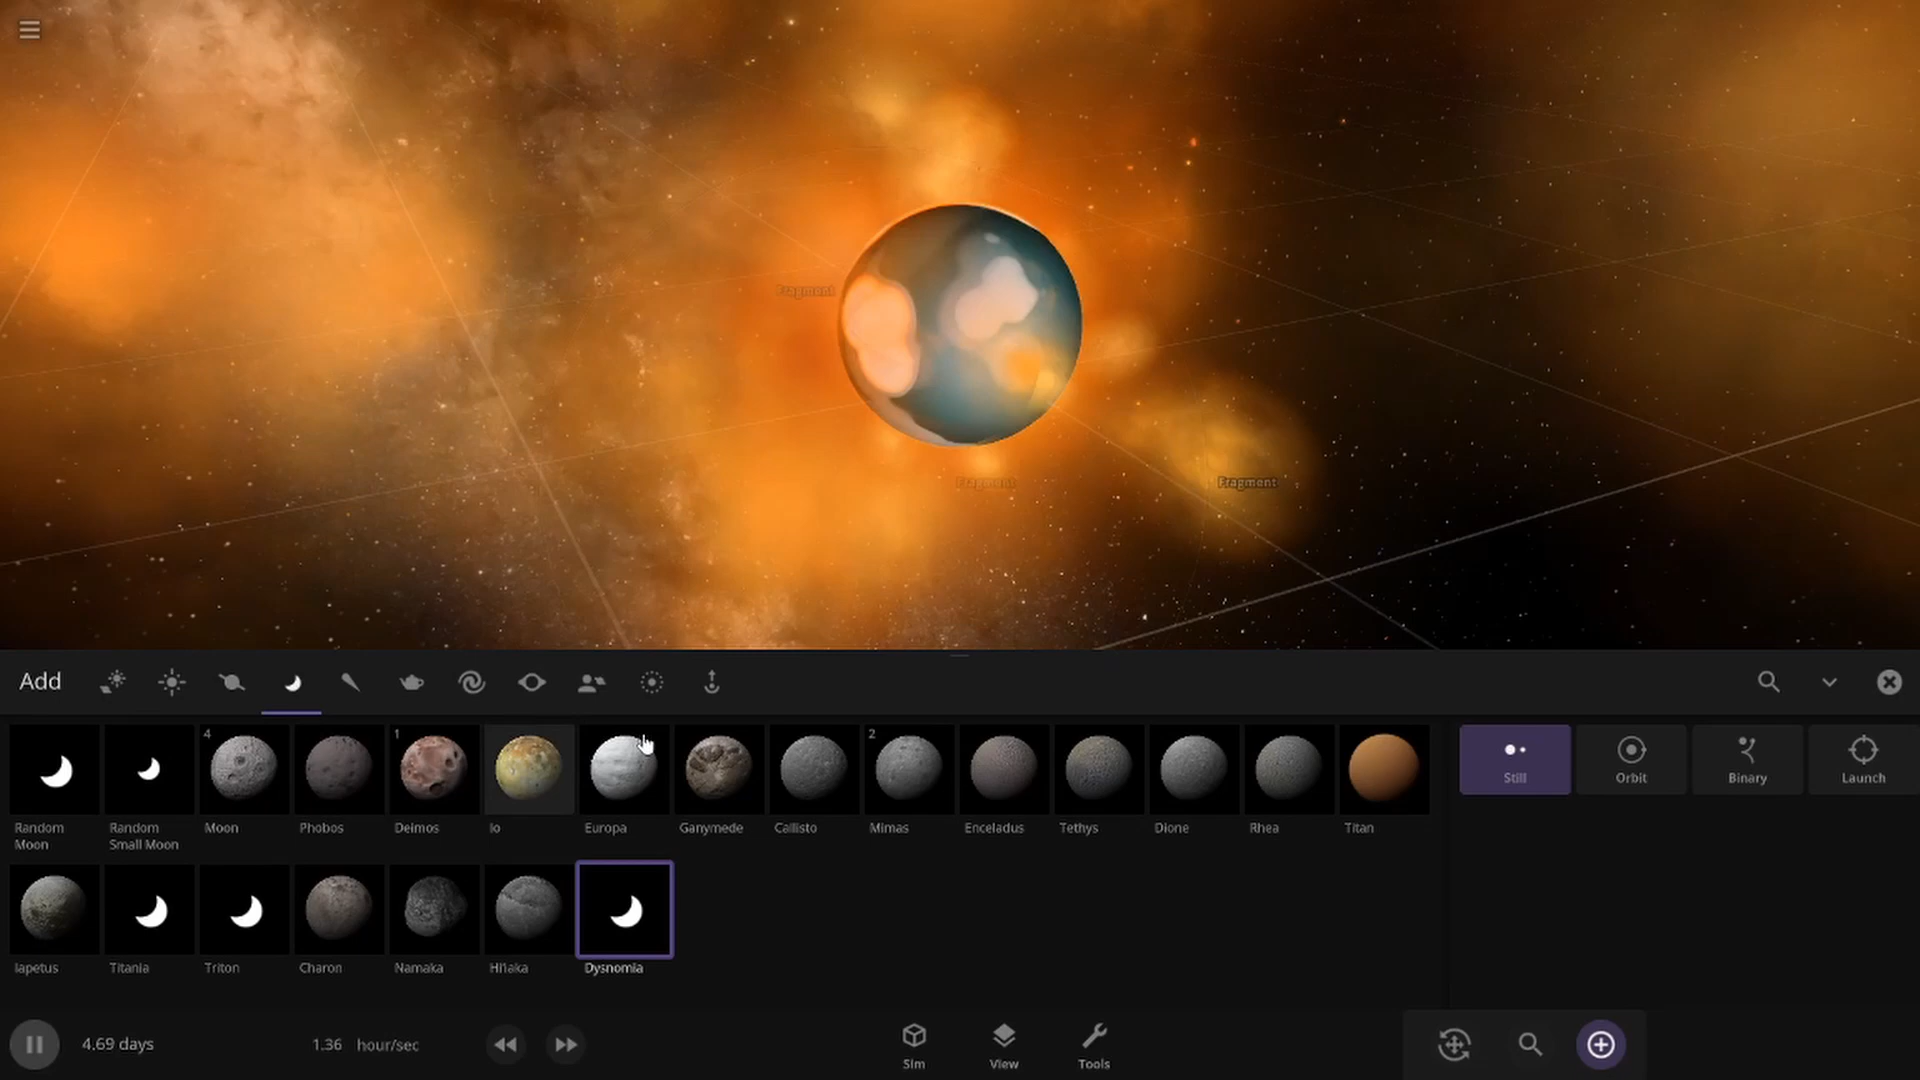 Fragment
Fragment
Fragment
Add
4
1
2
Random
Moon
Random
Small Moon
Moon
Phobos
Deimos
Io
Europa
Ganymede
Callisto
Mimas
Enceladus
Tethys
Dione
Rhea
Titan
Still
Orbit
Binary
Launch
Iapetus
Titania
Triton
Charon
Namaka
Hiʻiaka
Dysnomia
4.69 days
1.36 hour/sec
Sim
View
Tools